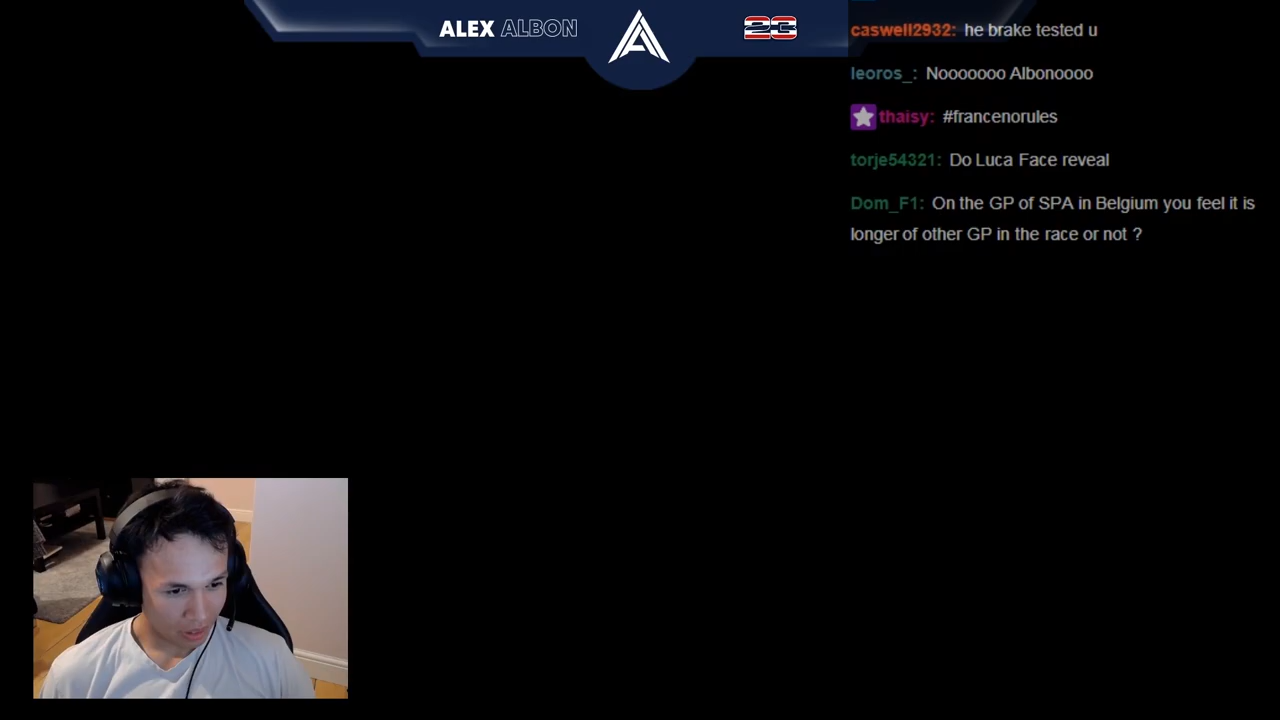 ALEX ALBON
23
caswell2932: he brake tested u
leoros_: Nooooooo Albonoooo
thaisy: #francenorules
torje54321: Do Luca Face reveal
Dom_F1: On the GP of SPA in Belgium you feel it is
longer of other GP in the race or not ?